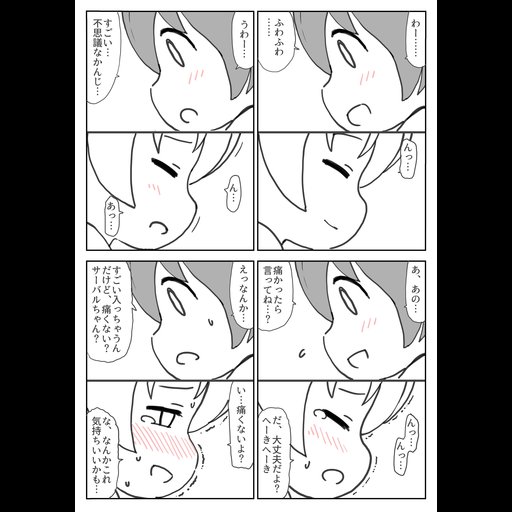 わー……
ふわふわ
……
んっ…
あ、あの…
痛かったら
言ってね…?
んっ…
んっ…
だ、大丈夫だよ?
へーきへーき
うわー…
すごい…
不思議なかんじ…
ん…
あっ…
えっなんか…
すごい入っちゃうん
だけど、痛くない?
サーバルちゃん?
い…痛くないよ?
な、なんかこれ
気持ちいいかも…